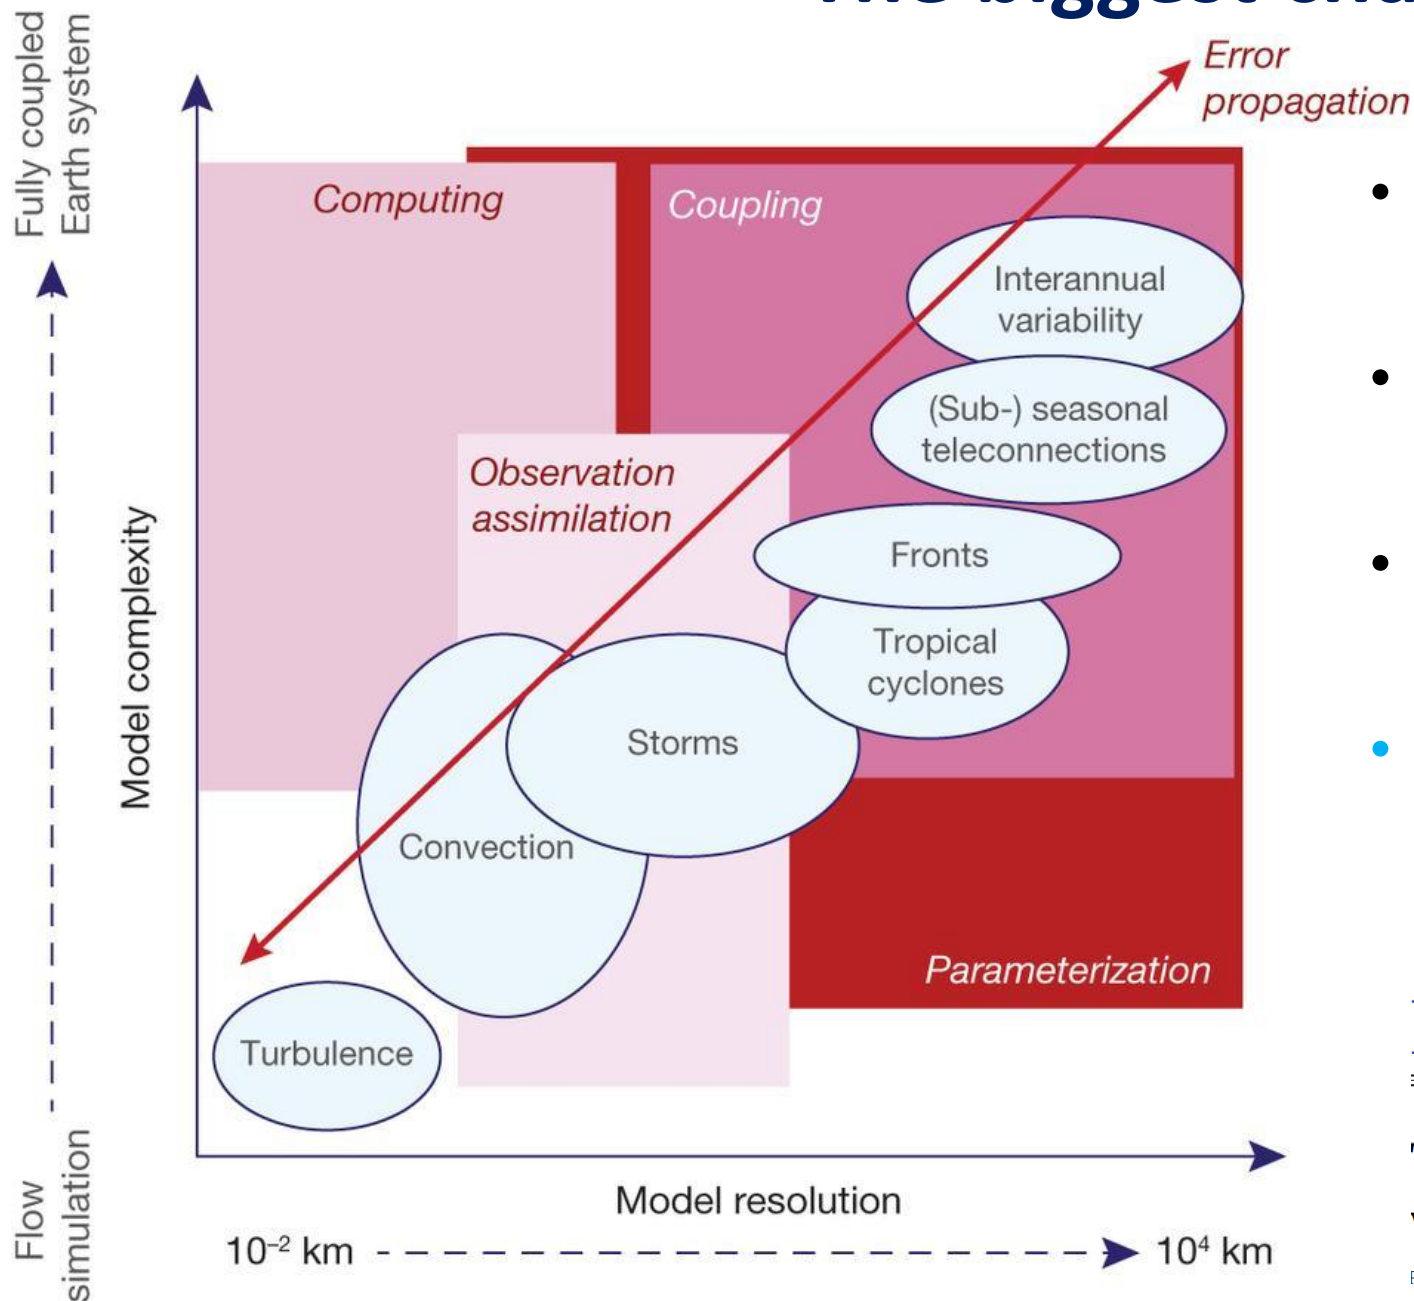 Error
propagation
Fully coupled
Earth system
Computing
Coupling
Interannual
variability
(Sub-) seasonal
teleconnections
Observation
assimilation
Fronts
Tropical
cyclones
Storms
Convection
Model complexity
Parameterization
Turbulence
Flow
simulation
Model resolution
10⁻² km
10⁴ km